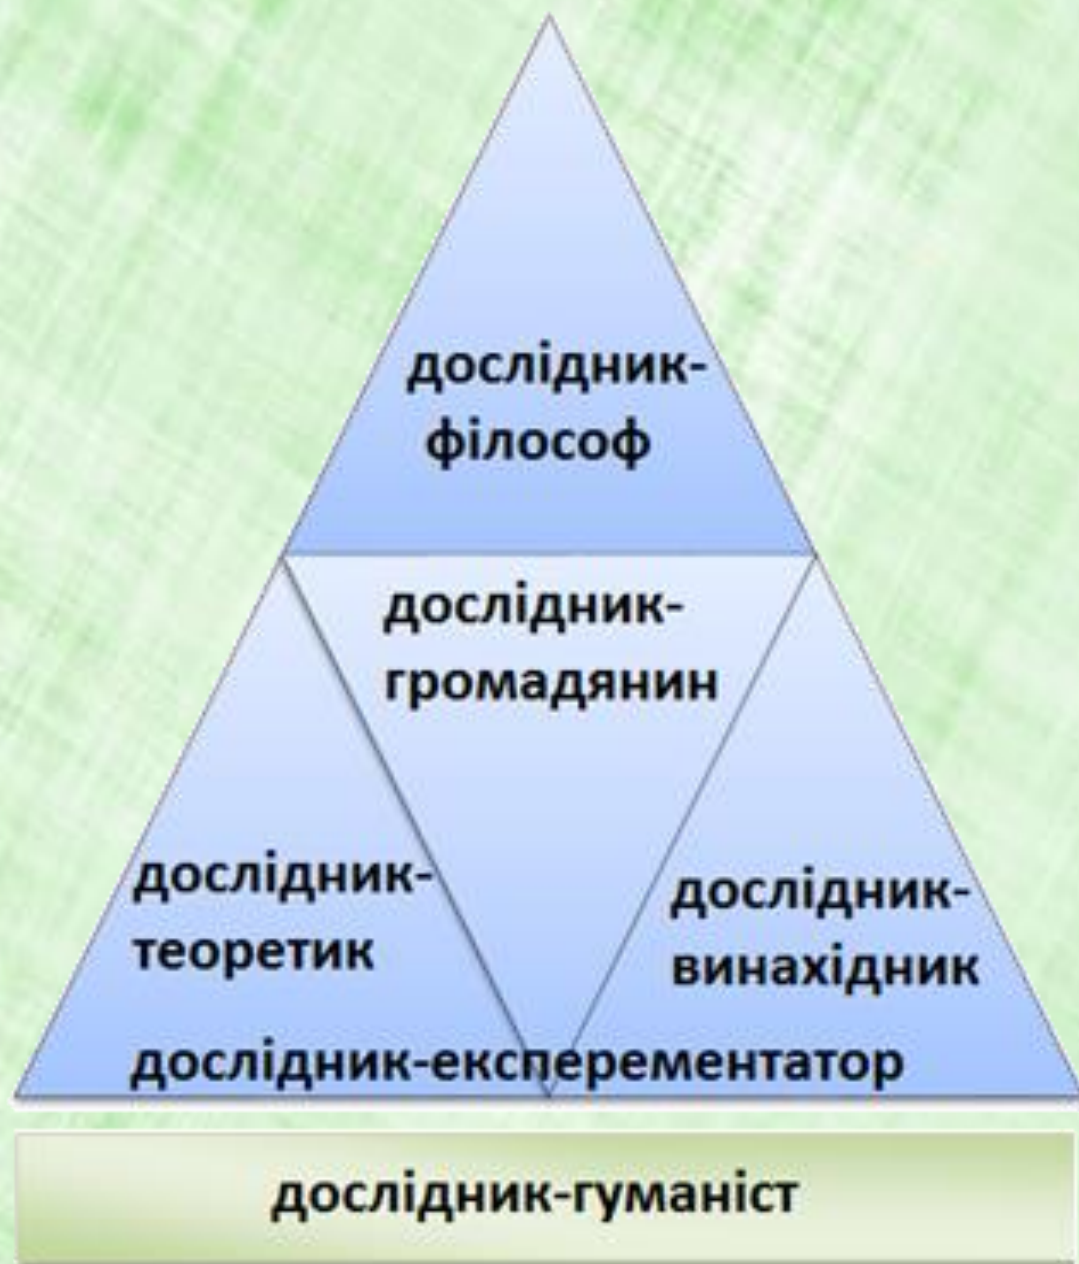 дослідник-
філософ
дослідник-
громадянин
дослідник-
теоретик
дослідник-
винахідник
дослідник-експерементатор
дослідник-гуманіст